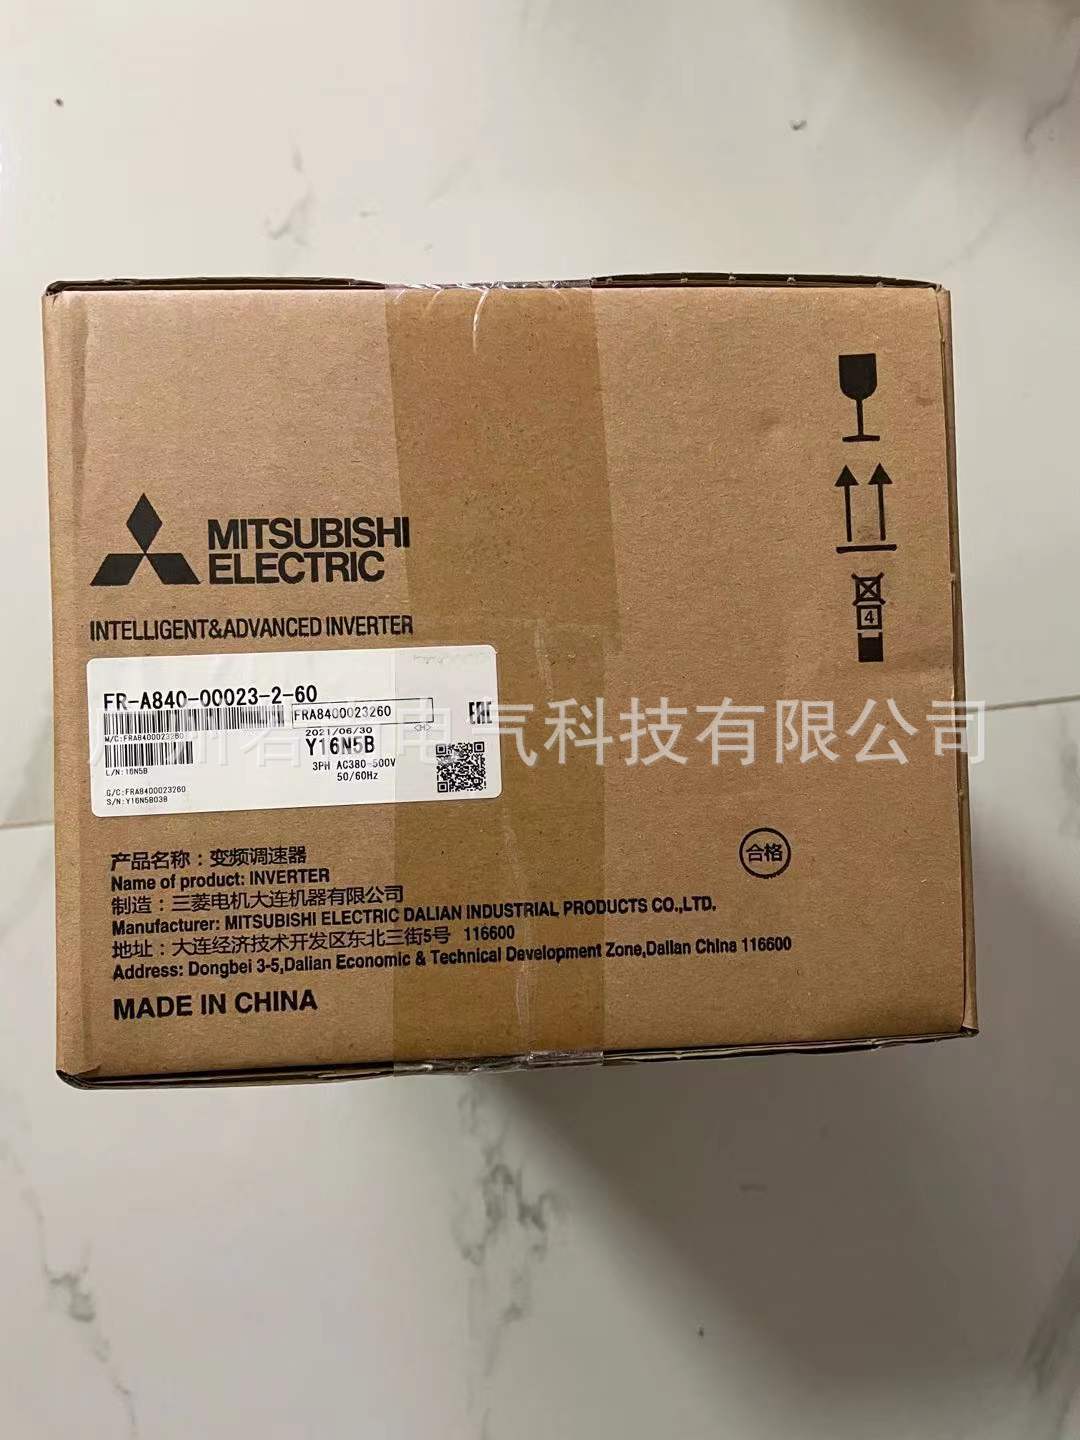 MITSUBISHI
ELECTRIC
INTELLIGENT&ADVANCED INVERTER
FR-A840-00023-2-60
FRA8400023260
M/C:FRA8400023260
2021/06/30
Y16N5B
L/N:16N5B
3PH AC380-500V
50/60Hz
G/C:FRA8400023260
S/N:Y16N5B038
EAC
4
电气科技有限公司
合格
产品名称：变频调速器
Name of product: INVERTER
制造：三菱电机大连机器有限公司
Manufacturer: MITSUBISHI ELECTRIC DALIAN INDUSTRIAL PRODUCTS CO.,LTD.
地址：大连经济技术开发区东北三街5号 116600
Address: Dongbei 3-5,Dalian Economic & Technical Development Zone,Dalian China 116600
MADE IN CHINA